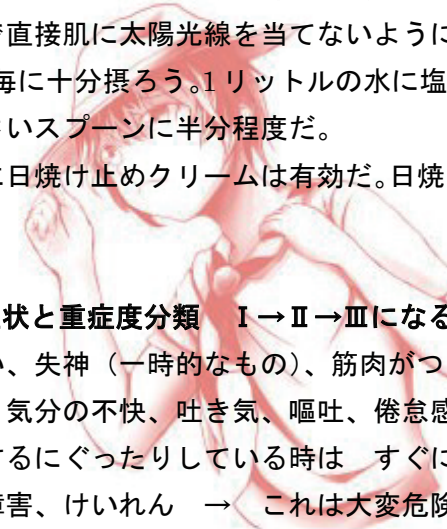 直接肌に太陽光線を当てないように
毎に十分摂ろう。1リットルの水に塩
さいスプーンに半分程度だ。
日焼け止めクリームは有効だ。日焼
状と重症度分類　Ⅰ→Ⅱ→Ⅲになる
い、失神（一時的なもの）、筋肉がつ
気分の不快、吐き気、嘔吐、倦怠感
するにぐったりしている時は　すぐに
障害、けいれん　→　これは大変危険